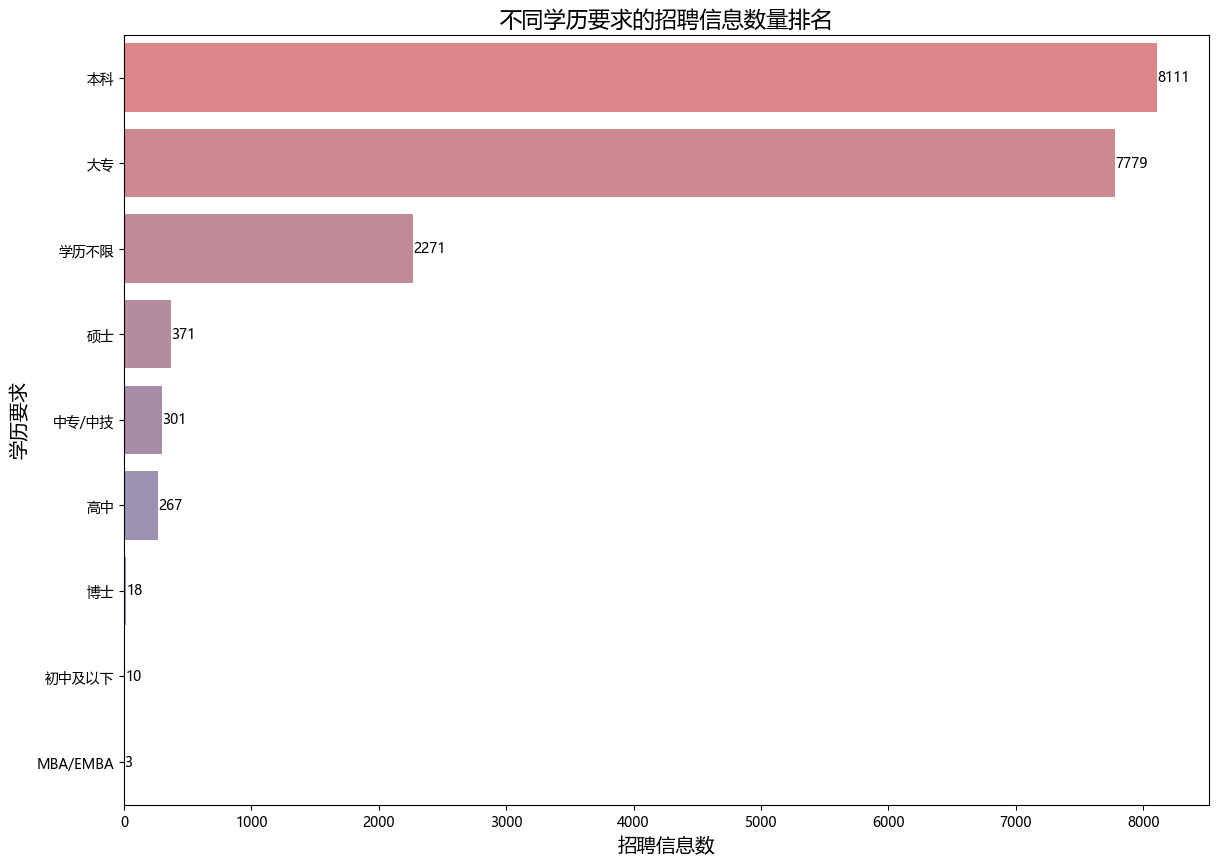 不同学历要求的招聘信息数量排名
本科 8111
大专 7779
学历不限 2271
硕士 371
中专/中技 301
高中 267
博士 18
初中及以下 10
MBA/EMBA 3
学历要求
0 1000 2000 3000 4000 5000 6000 7000 8000
招聘信息数